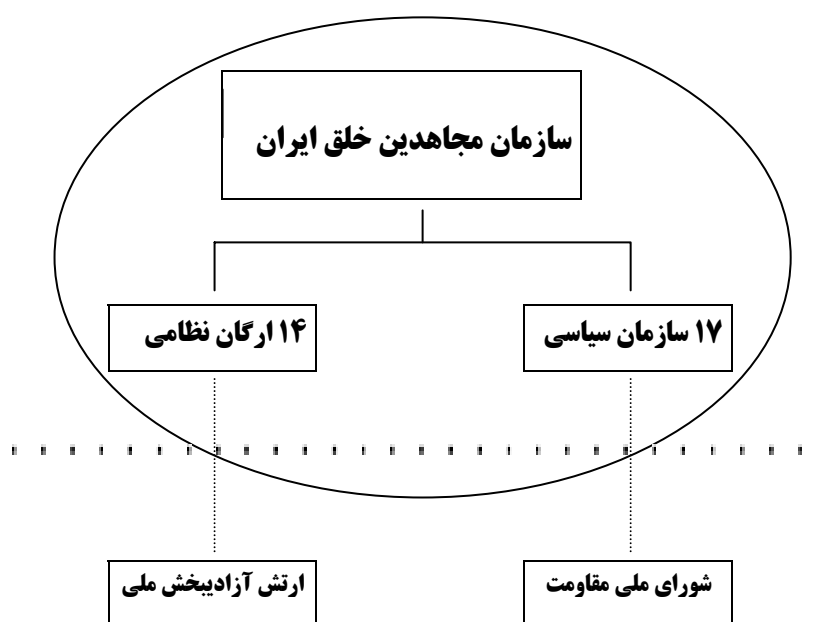 سازمان مجاهدین خلق ایران
۱۷ سازمان سیاسی
۱۴ ارگان نظامی
شورای ملی مقاومت
ارتش آزادیبخش ملی